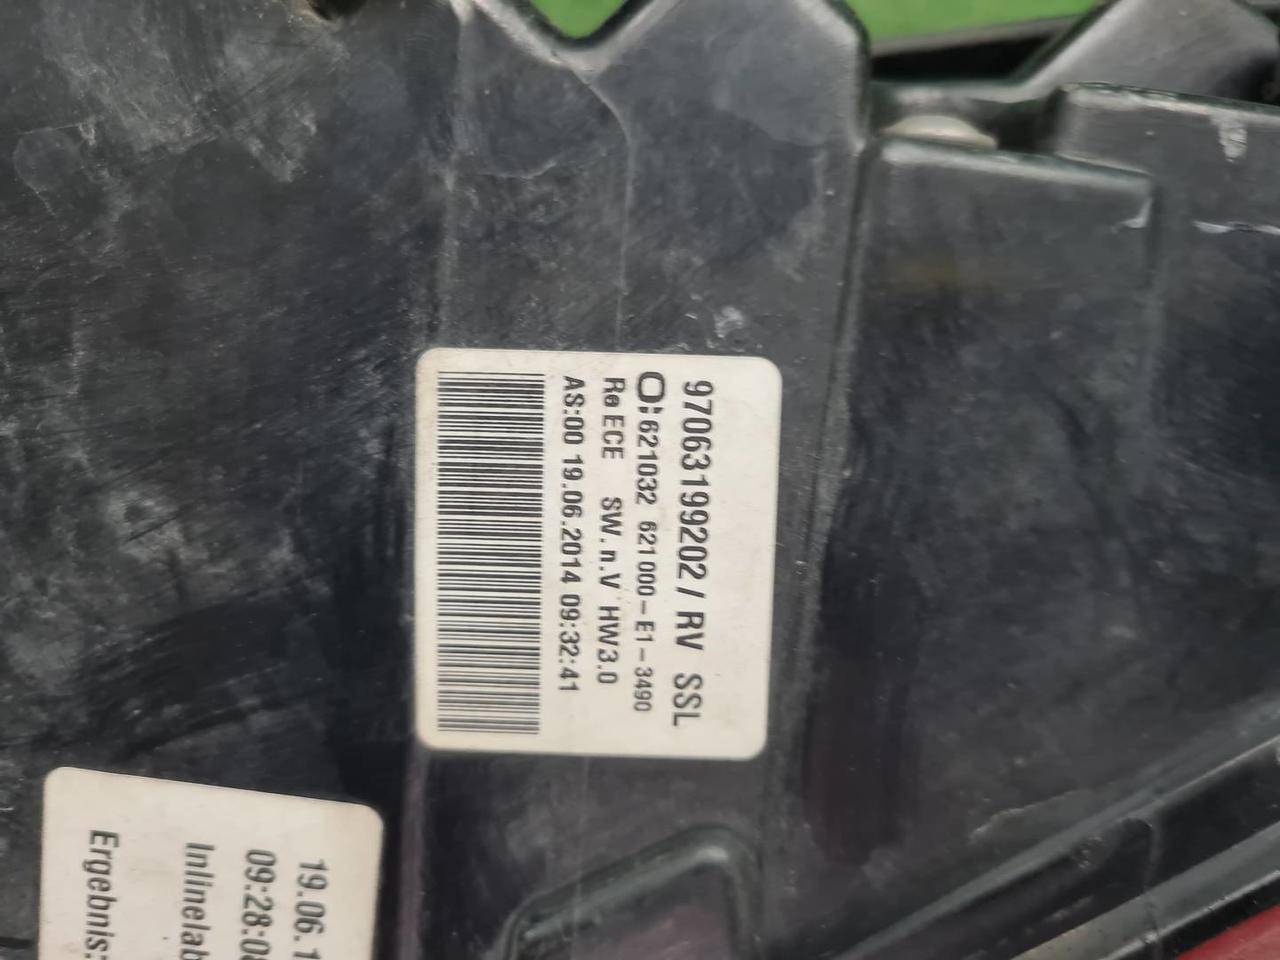 97063199202 / RV SSL
621032 621000-E1-3490
Re ECE SW.n.V HW3.0
AS:00 19.06.2014 09:32:41
19.06.1
09:28:0
Inlinelab
Ergebnis: